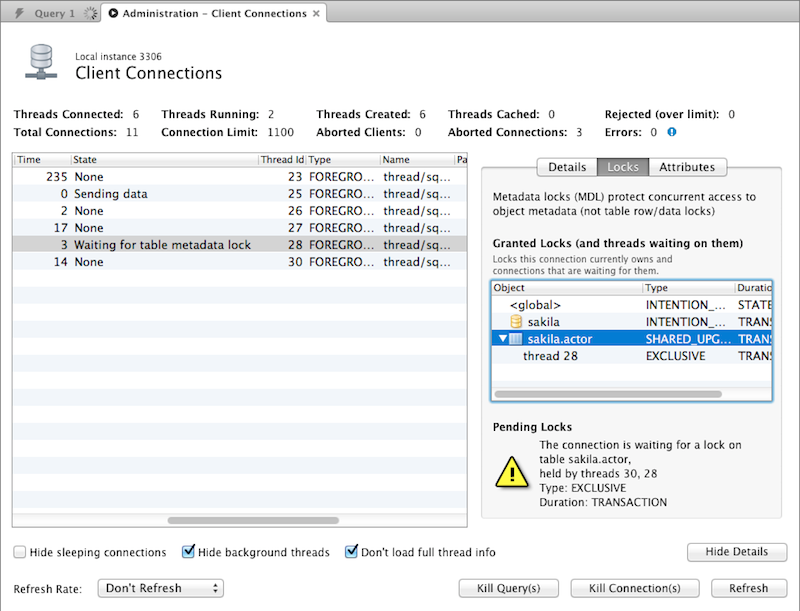 Query 1
Administration - Client Connections
Local instance 3306
Client Connections
Threads Connected: 6 Threads Running: 2 Threads Created: 6 Threads Cached: 0 Rejected (over limit): 0
Total Connections: 11 Connection Limit: 1100 Aborted Clients: 0 Aborted Connections: 3 Errors: 0
Time State Thread Id Type Name Pa
235 None 23 FOREGRO... thread/sq...
0 Sending data 25 FOREGRO... thread/sq...
2 None 26 FOREGRO... thread/sq...
17 None 27 FOREGRO... thread/sq...
3 Waiting for table metadata lock 28 FOREGRO... thread/sq...
14 None 30 FOREGRO... thread/sq...
Details Locks Attributes
Metadata locks (MDL) protect concurrent access to
object metadata (not table row/data locks)
Granted Locks (and threads waiting on them)
Locks this connection currently owns and
connections that are waiting for them.
Object Type Duratio
<global> INTENTION_... STATE
sakila INTENTION_... TRANS
sakila.actor SHARED_UPG... TRANS
thread 28 EXCLUSIVE TRANS
Pending Locks
The connection is waiting for a lock on
table sakila.actor,
held by threads 30, 28
Type: EXCLUSIVE
Duration: TRANSACTION
Hide sleeping connections Hide background threads Don't load full thread info Hide Details
Refresh Rate: Don't Refresh Kill Query(s) Kill Connection(s) Refresh